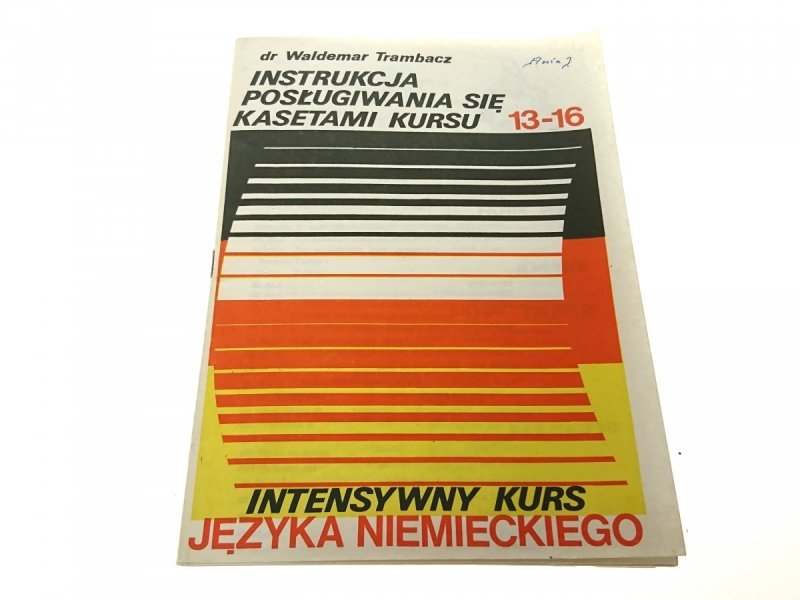 dr Waldemar Trambacz
INSTRUKCJA
POSŁUGIWANIA SIĘ
KASETAMI KURSU 13-16
INTENSYWNY KURS
JĘZYKA NIEMIECKIEGO